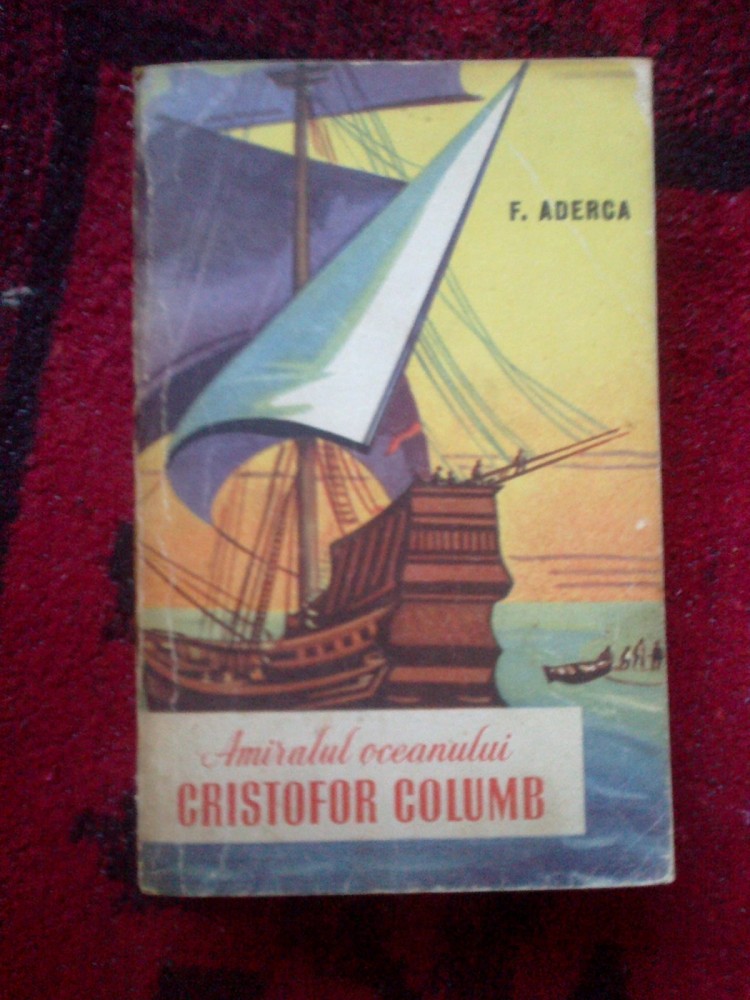 F. ADERCA
Amiralul oceanului
CRISTOFOR COLUMB